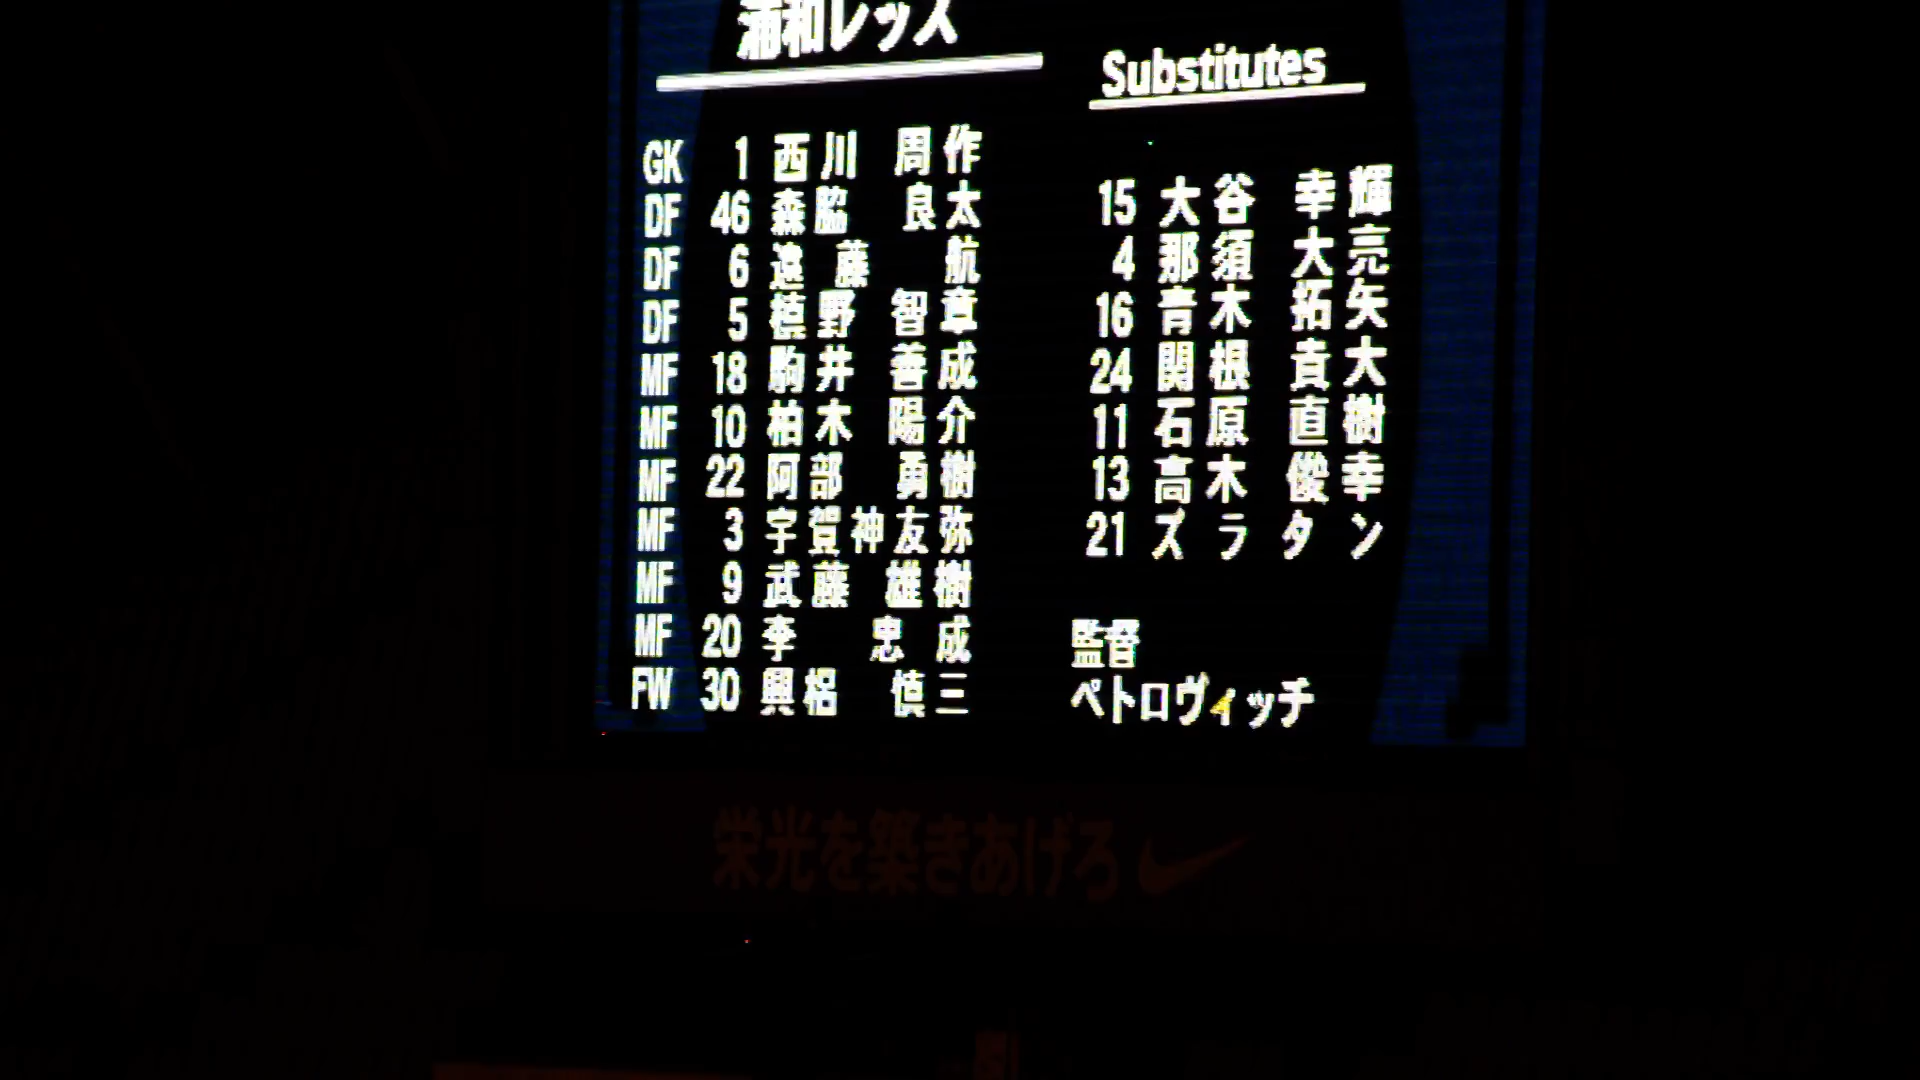 浦和レッズ
GK 1 西川 周作
DF 46 森脇 良太
DF 6 遠藤 航
DF 5 槙野 智章
MF 18 駒井 善成
MF 10 柏木 陽介
MF 22 阿部 勇樹
MF 3 宇賀神友弥
MF 9 武藤 雄樹
MF 20 李 忠成
FW 30 興梠 慎三
Substitutes
15 大谷 幸輝
4 那須 大亮
16 青木 拓矢
24 関根 貴大
11 石原 直樹
13 高木 俊幸
21 ズラタン
監督
ペトロヴィッチ
栄光を築きあげろ